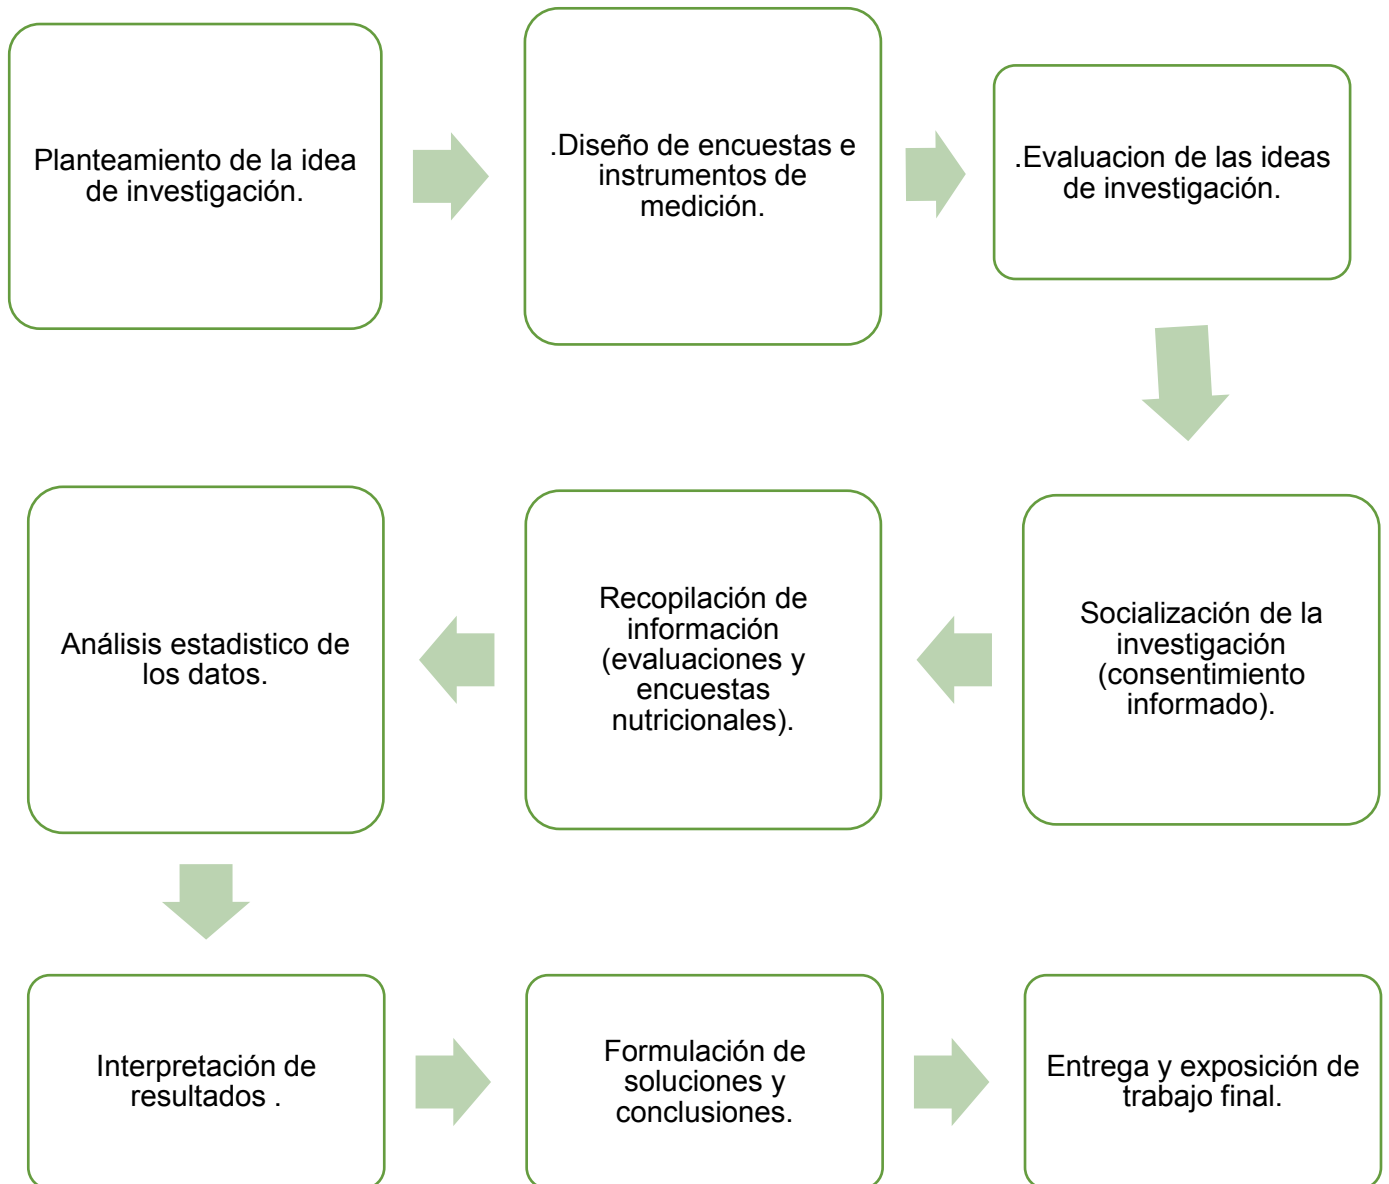 Planteamiento de la idea
de investigación.
.Diseño de encuestas e
instrumentos de
medición.
.Evaluacion de las ideas
de investigación.
Socialización de la
investigación
(consentimiento
informado).
Recopilación de
información
(evaluaciones y
encuestas
nutricionales).
Análisis estadistico de
los datos.
Interpretación de
resultados .
Formulación de
soluciones y
conclusiones.
Entrega y exposición de
trabajo final.